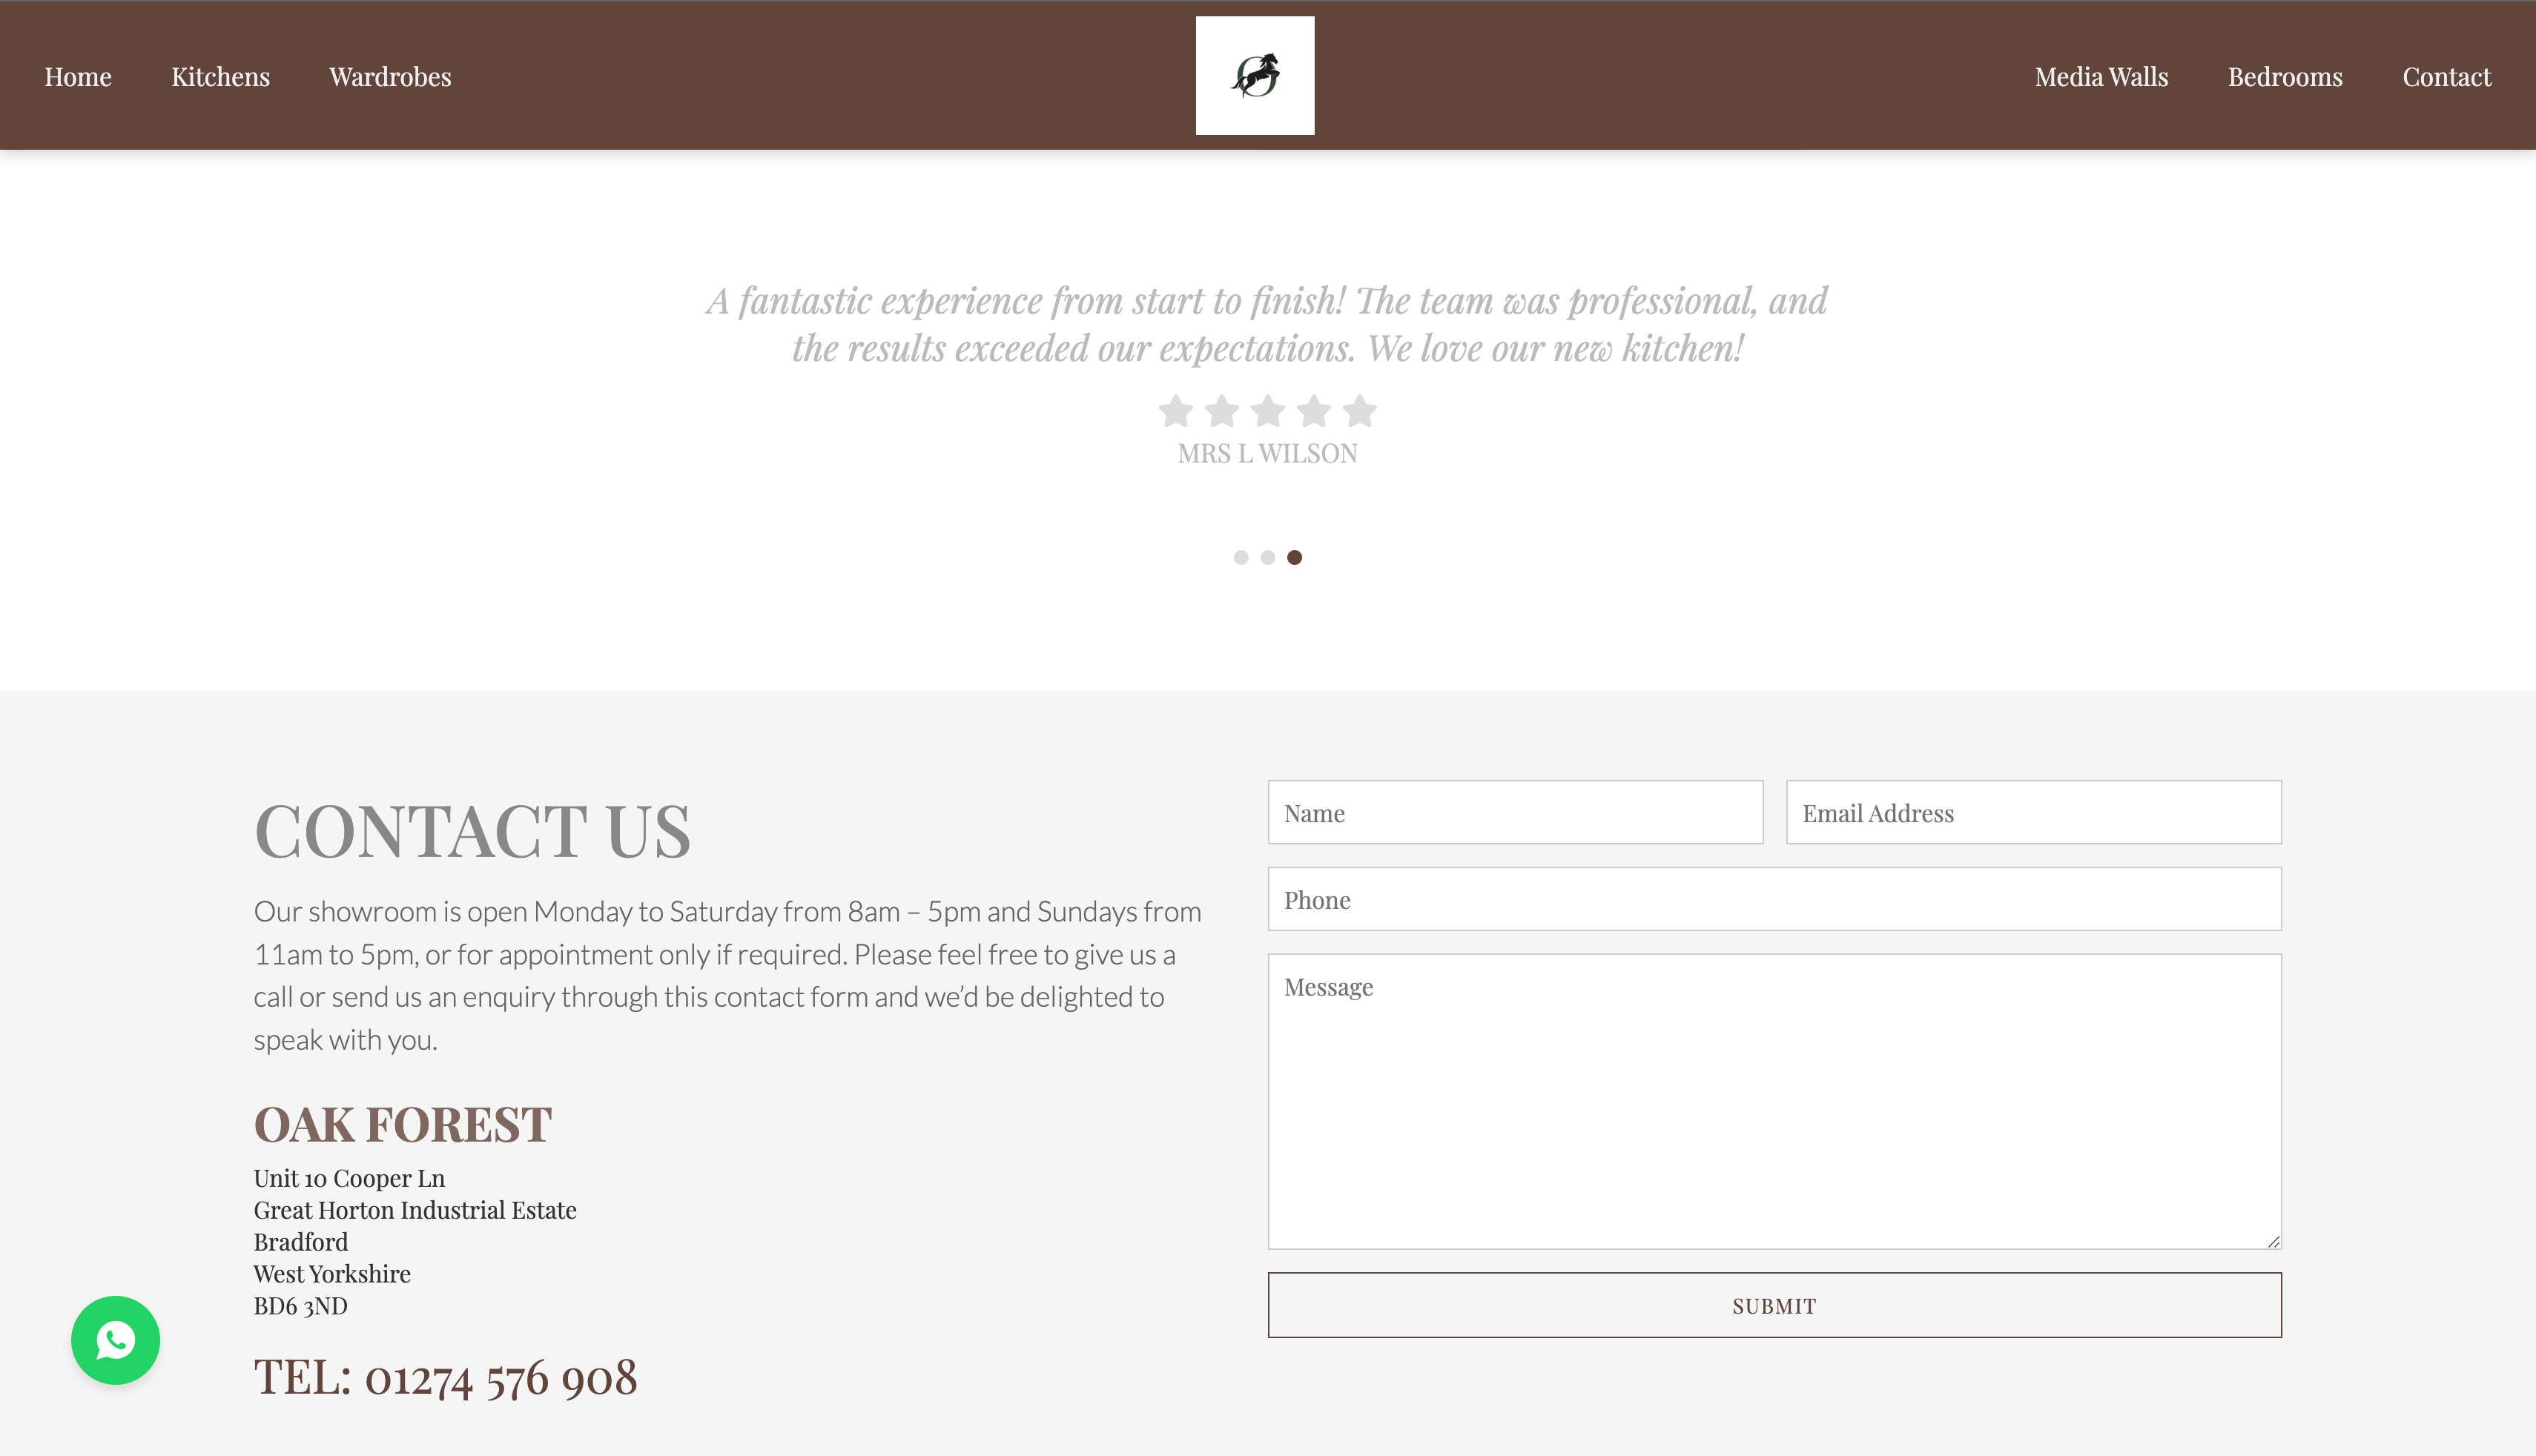 Home Kitchens Wardrobes Media Walls Bedrooms Contact
A fantastic experience from start to finish! The team was professional, and
the results exceeded our expectations. We love our new kitchen!
MRS L WILSON
CONTACT US
Our showroom is open Monday to Saturday from 8am – 5pm and Sundays from
11am to 5pm, or for appointment only if required. Please feel free to give us a
call or send us an enquiry through this contact form and we’d be delighted to
speak with you.
OAK FOREST
Unit 10 Cooper Ln
Great Horton Industrial Estate
Bradford
West Yorkshire
BD6 3ND
TEL: 01274 576 908
Name
Email Address
Phone
Message
SUBMIT